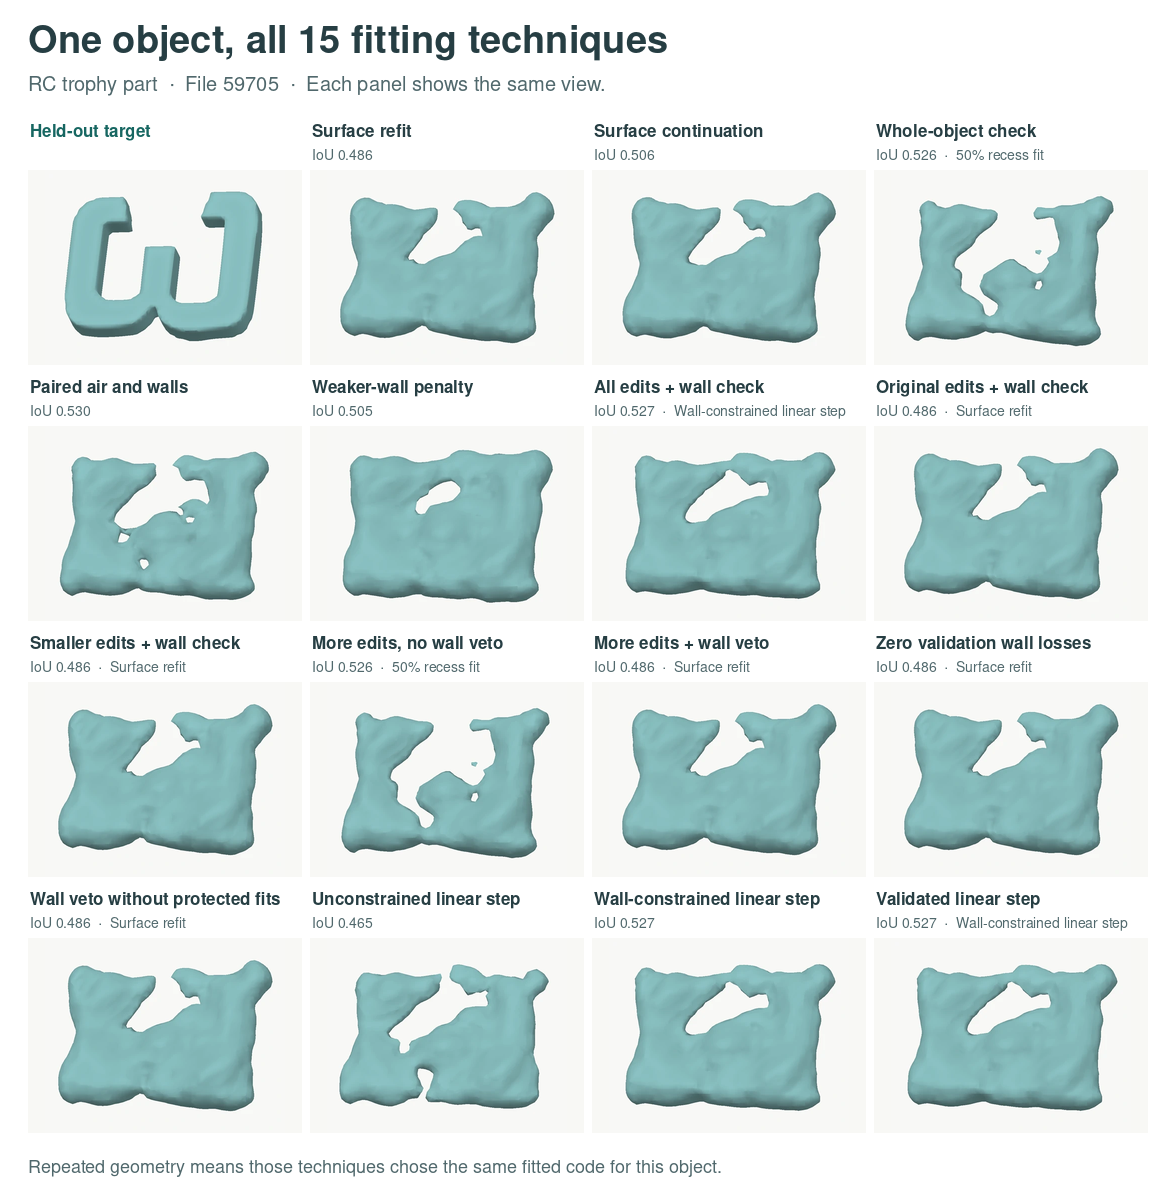 One object, all 15 fitting techniques
RC trophy part · File 59705 · Each panel shows the same view.
Held-out target
Surface refit
IoU 0.486
Surface continuation
IoU 0.506
Whole-object check
IoU 0.526 · 50% recess fit
Paired air and walls
IoU 0.530
Weaker-wall penalty
IoU 0.505
All edits + wall check
IoU 0.527 · Wall-constrained linear step
Original edits + wall check
IoU 0.486 · Surface refit
Smaller edits + wall check
IoU 0.486 · Surface refit
More edits, no wall veto
IoU 0.526 · 50% recess fit
More edits + wall veto
IoU 0.486 · Surface refit
Zero validation wall losses
IoU 0.486 · Surface refit
Wall veto without protected fits
IoU 0.486 · Surface refit
Unconstrained linear step
IoU 0.465
Wall-constrained linear step
IoU 0.527
Validated linear step
IoU 0.527 · Wall-constrained linear step
Repeated geometry means those techniques chose the same fitted code for this object.